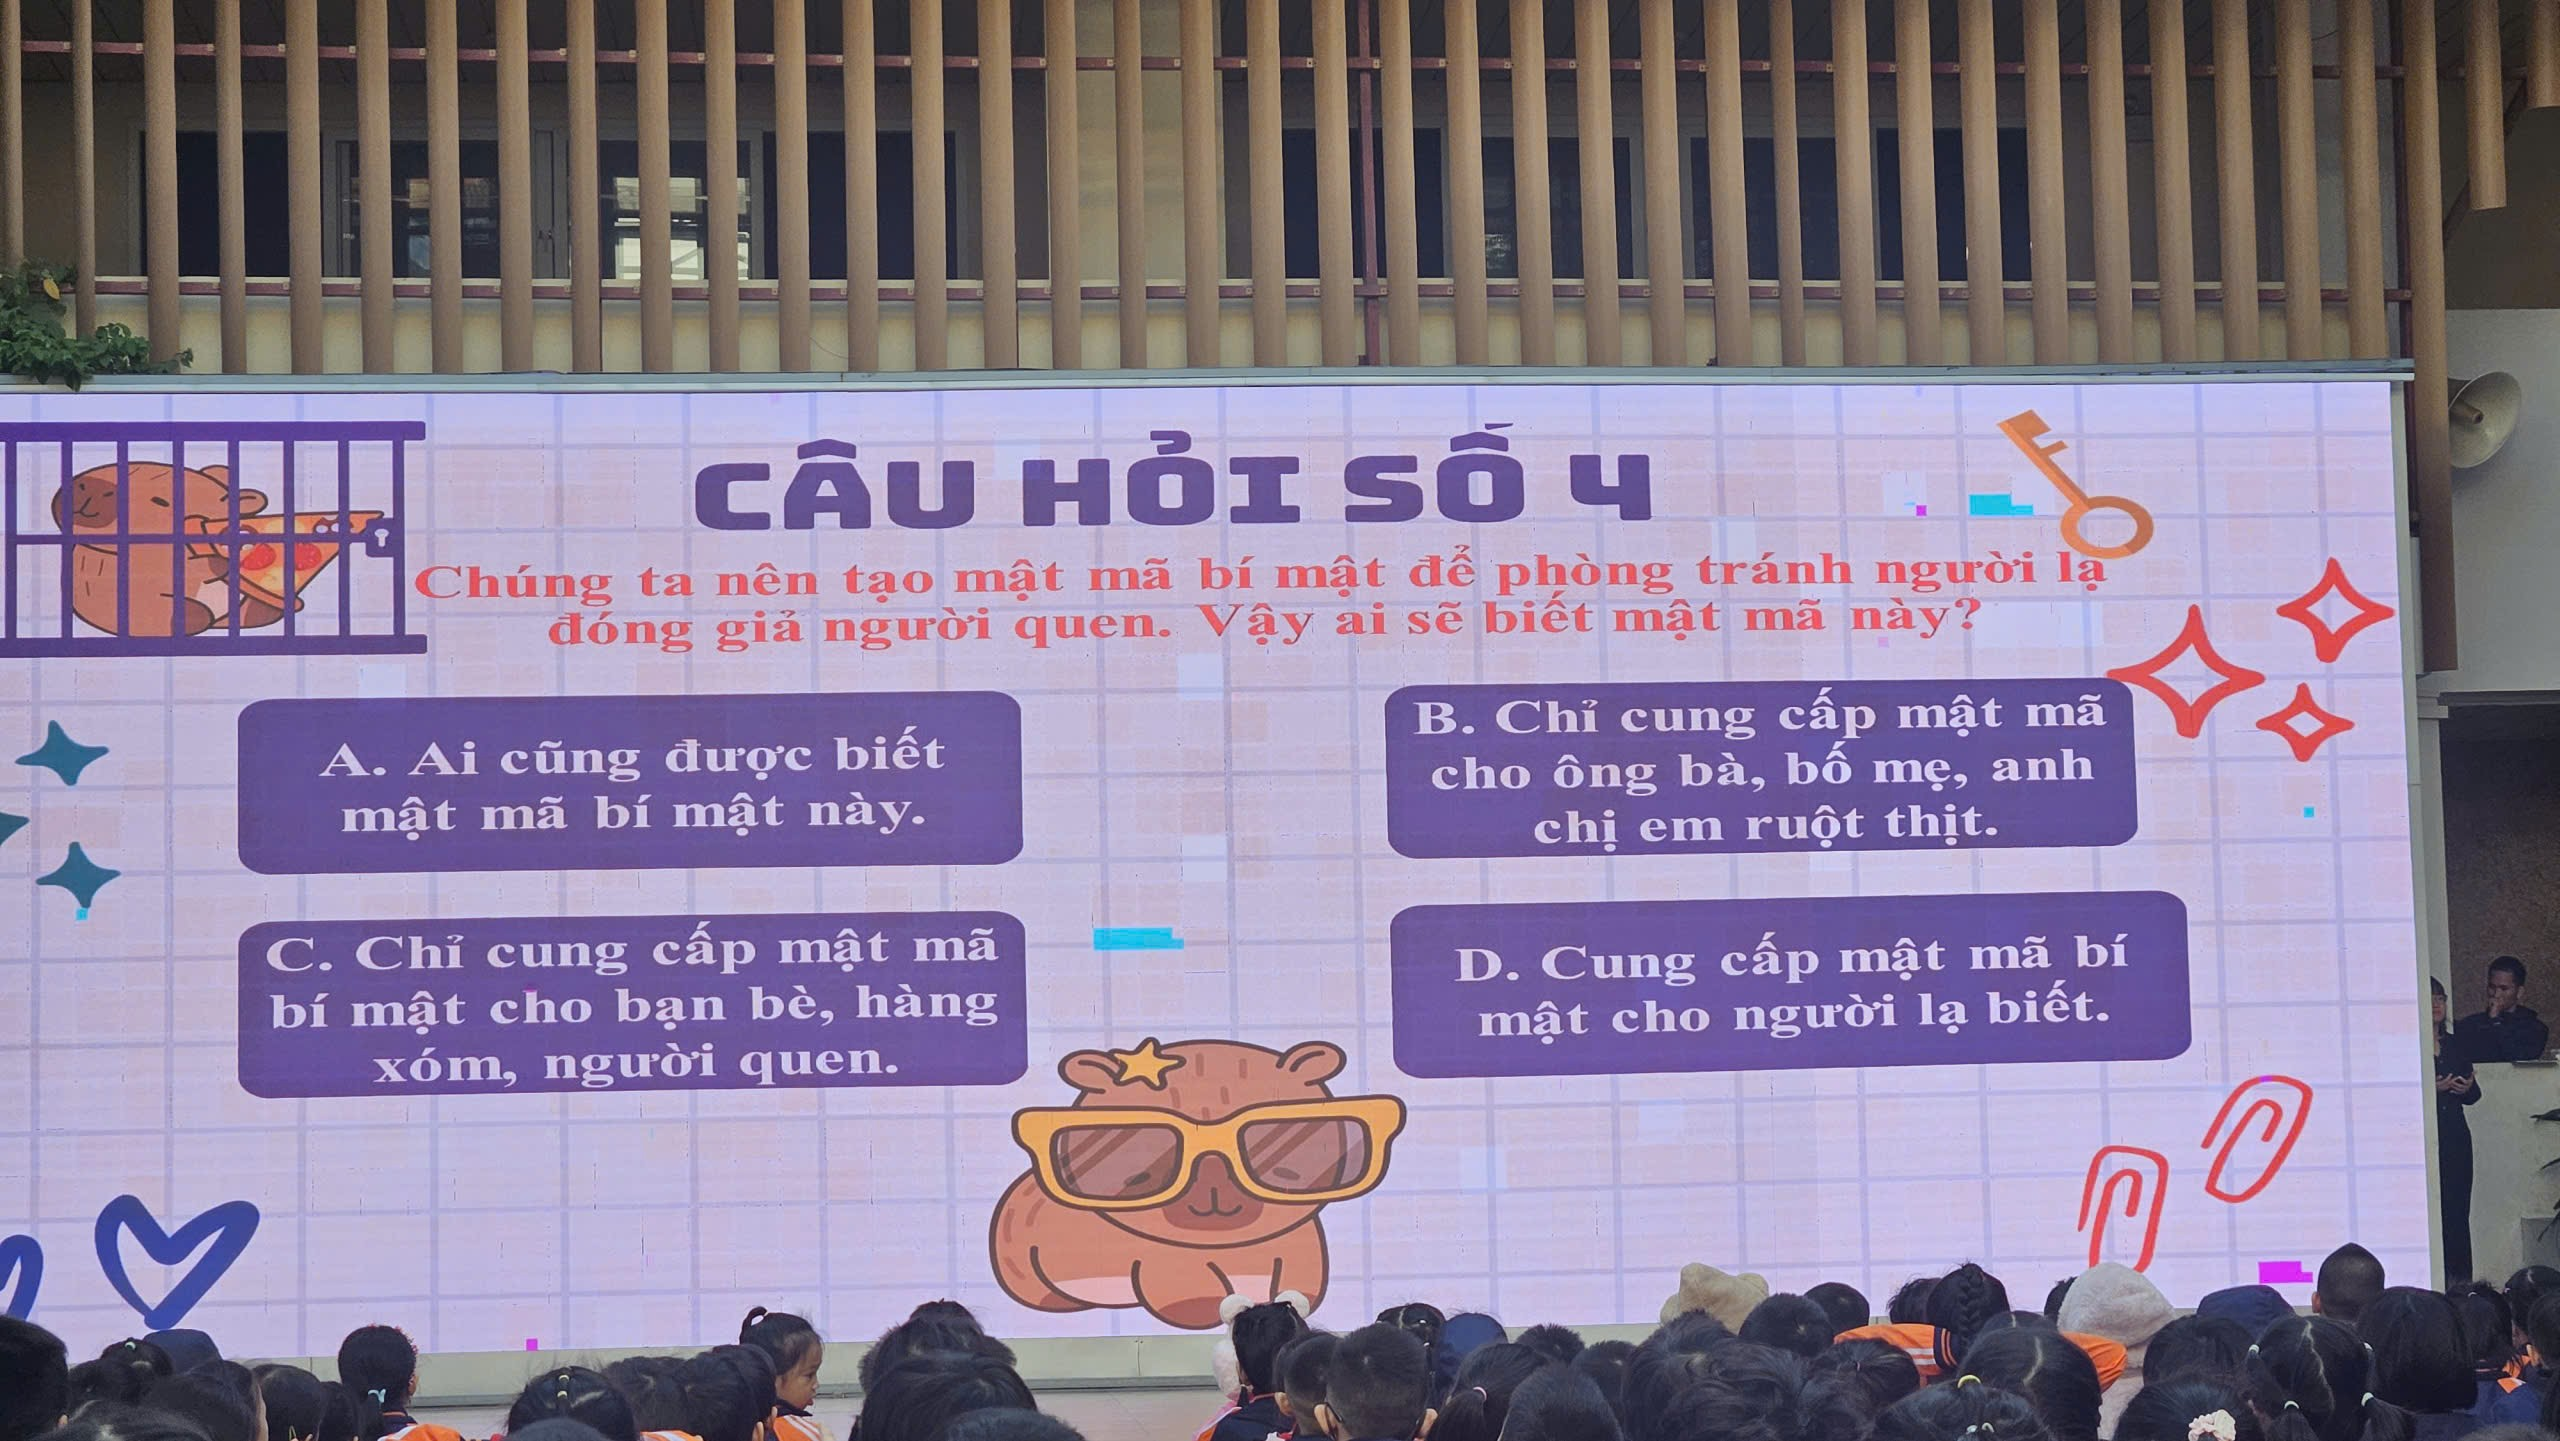 CÂU HỎI SỐ 4
Chúng ta nên tạo mật mã bí mật để phòng tránh người lạ
đóng giả người quen. Vậy ai sẽ biết mật mã này?
A. Ai cũng được biết
mật mã bí mật này.
B. Chỉ cung cấp mật mã
cho ông bà, bố mẹ, anh
chị em ruột thịt.
C. Chỉ cung cấp mật mã
bí mật cho bạn bè, hàng
xóm, người quen.
D. Cung cấp mật mã bí
mật cho người lạ biết.